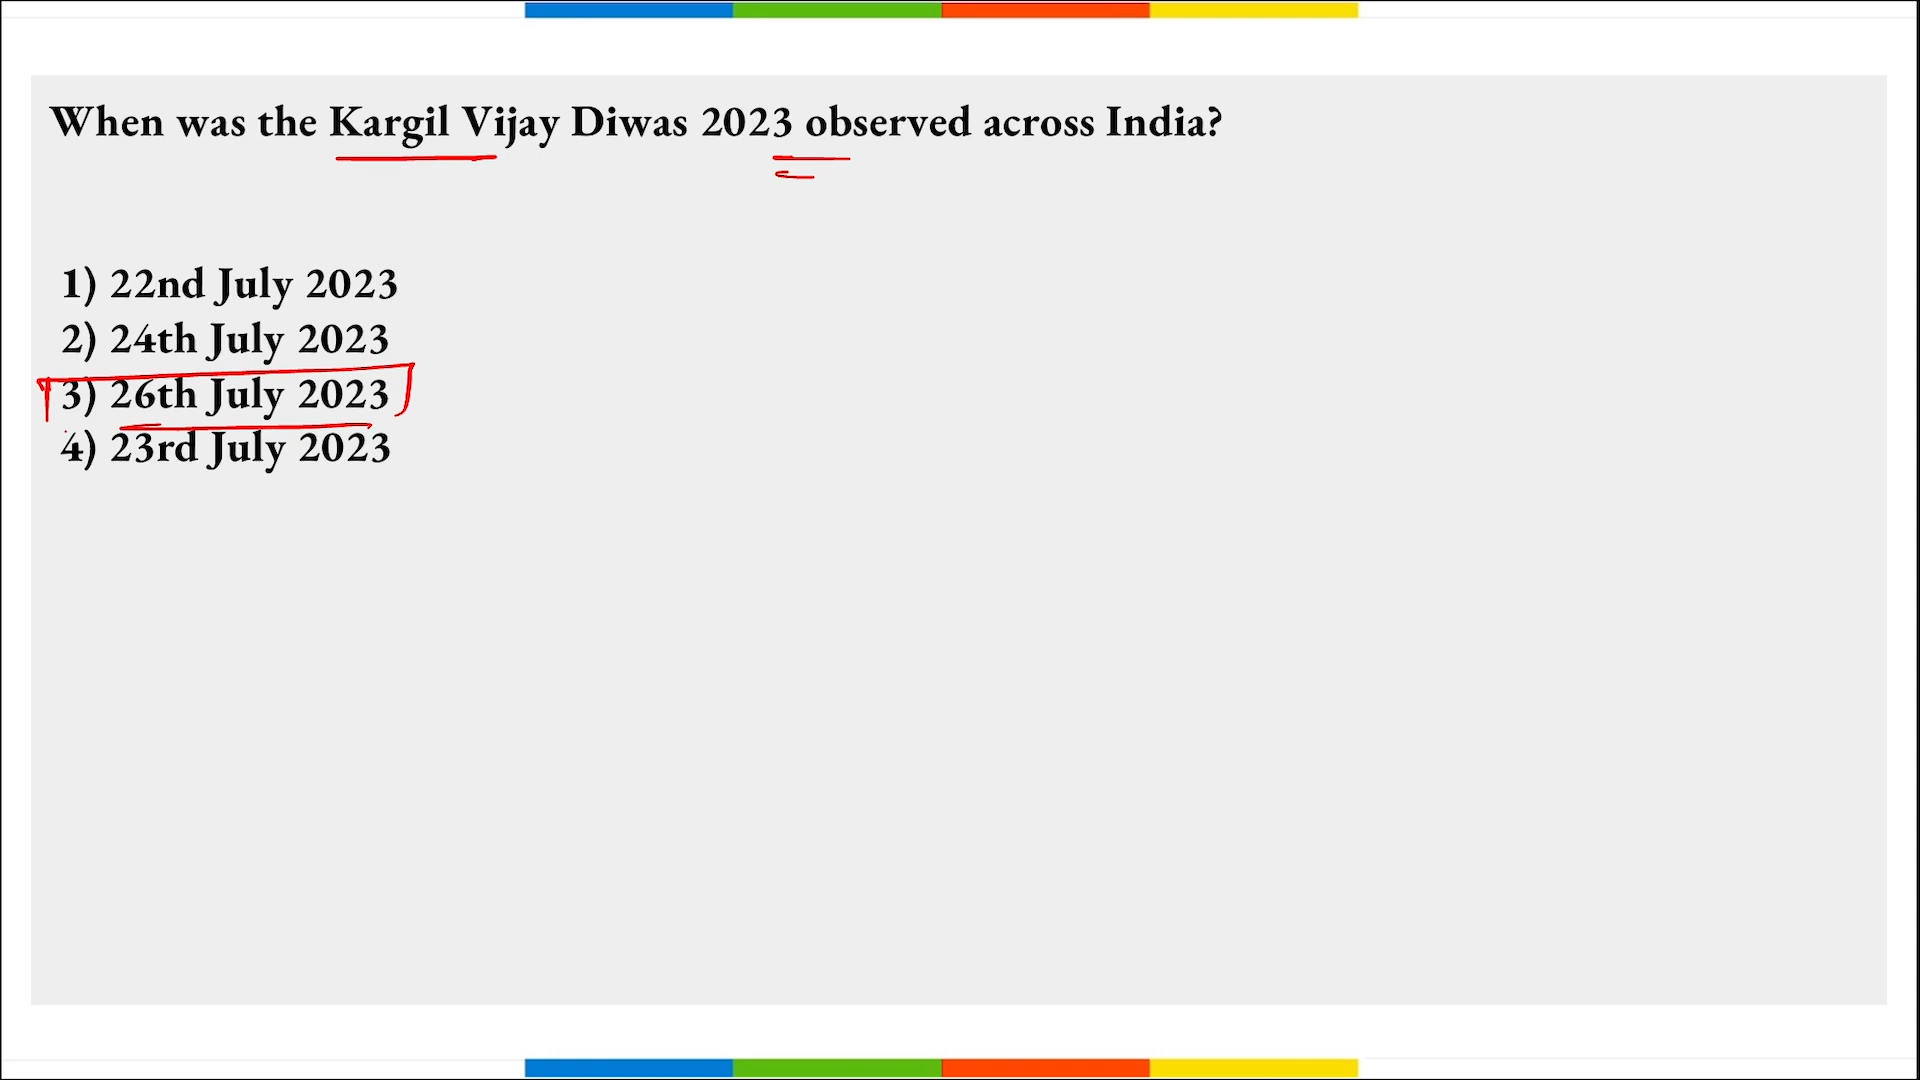 When was the Kargil Vijay Diwas 2023 observed across India?
1) 22nd July 2023
2) 24th July 2023
3) 26th July 2023
4) 23rd July 2023